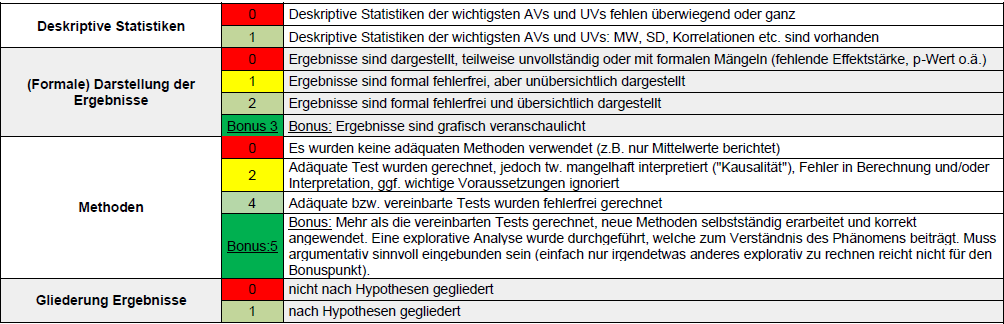 Deskriptive Statistiken
0
Deskriptive Statistiken der wichtigsten AVs und UVs fehlen überwiegend oder ganz
1
Deskriptive Statistiken der wichtigsten AVs und UVs: MW, SD, Korrelationen etc. sind vorhanden
(Formale) Darstellung der
Ergebnisse
0
Ergebnisse sind dargestellt, teilweise unvollständig oder mit formalen Mängeln (fehlende Effektstärke, p-Wert o.ä.)
1
Ergebnisse sind formal fehlerfrei, aber unübersichtlich dargestellt
2
Ergebnisse sind formal fehlerfrei und übersichtlich dargestellt
Bonus 3
Bonus: Ergebnisse sind grafisch veranschaulicht
Methoden
0
Es wurden keine adäquaten Methoden verwendet (z.B. nur Mittelwerte berichtet)
2
Adäquate Test wurden gerechnet, jedoch tw. mangelhaft interpretiert ("Kausalität"), Fehler in Berechnung und/oder
Interpretation, ggf. wichtige Voraussetzungen ignoriert
4
Adäquate bzw. vereinbarte Tests wurden fehlerfrei gerechnet
Bonus:5
Bonus: Mehr als die vereinbarten Tests gerechnet, neue Methoden selbstständig erarbeitet und korrekt
angewendet. Eine explorative Analyse wurde durchgeführt, welche zum Verständnis des Phänomens beiträgt. Muss
argumentativ sinnvoll eingebunden sein (einfach nur irgendetwas anderes explorativ zu rechnen reicht nicht für den
Bonuspunkt).
Gliederung Ergebnisse
0
nicht nach Hypothesen gegliedert
1
nach Hypothesen gegliedert